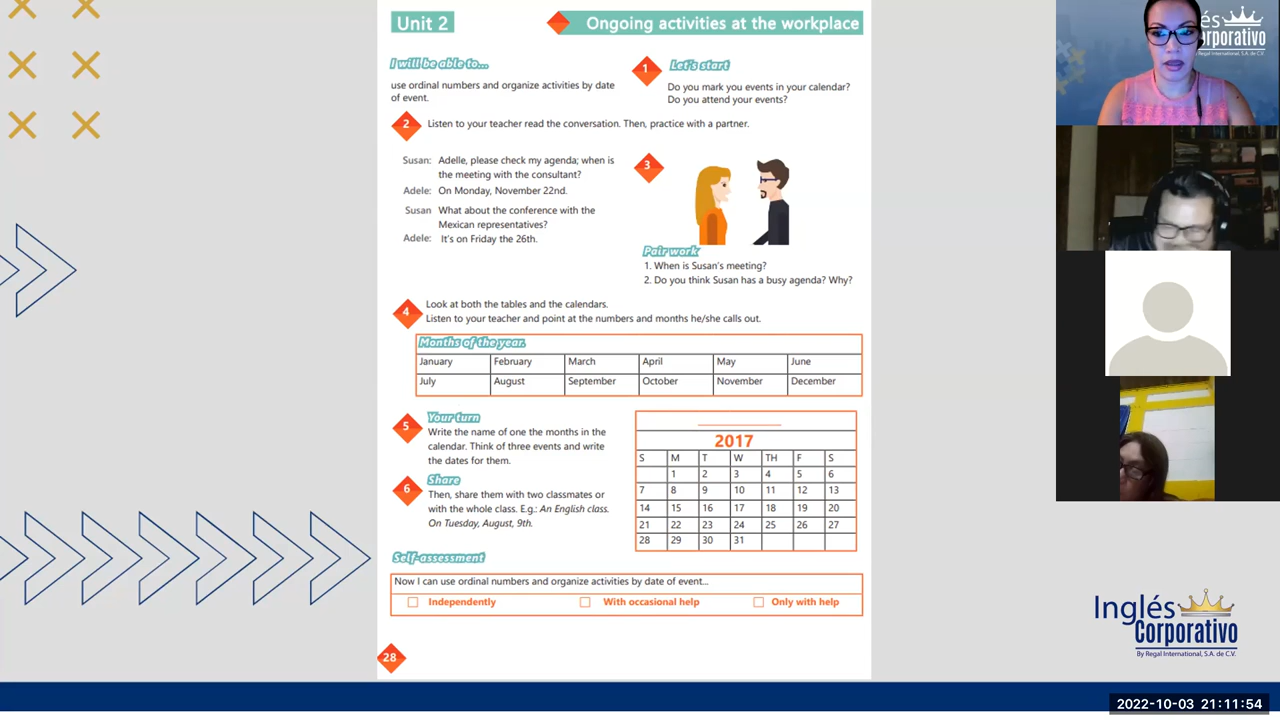 Unit 2
Ongoing activities at the workplace
I will be able to...
use ordinal numbers and organize activities by date
of event.
1
Let's start
Do you mark you events in your calendar?
Do you attend your events?
2
Listen to your teacher read the conversation. Then, practice with a partner.
Susan: Adelle, please check my agenda; when is
the meeting with the consultant?
Adele: On Monday, November 22nd.
Susan What about the conference with the
Mexican representatives?
Adele: It's on Friday the 26th.
3
Pair work
1. When is Susan's meeting?
2. Do you think Susan has a busy agenda? Why?
4
Look at both the tables and the calendars.
Listen to your teacher and point at the numbers and months he/she calls out.
Months of the year.
January February March April May June
July August September October November December
5
Your turn
Write the name of one the months in the
calendar. Think of three events and write
the dates for them.
6
Share
Then, share them with two classmates or
with the whole class. E.g.: An English class.
On Tuesday, August, 9th.
2017
S M T W TH F S
1 2 3 4 5 6
7 8 9 10 11 12 13
14 15 16 17 18 19 20
21 22 23 24 25 26 27
28 29 30 31
Self-assessment
Now I can use ordinal numbers and organize activities by date of event...
Independently With occasional help Only with help
28
Inglés
Corporativo
By Regal International, S.A. de C.V.
2022-10-03 21:11:54